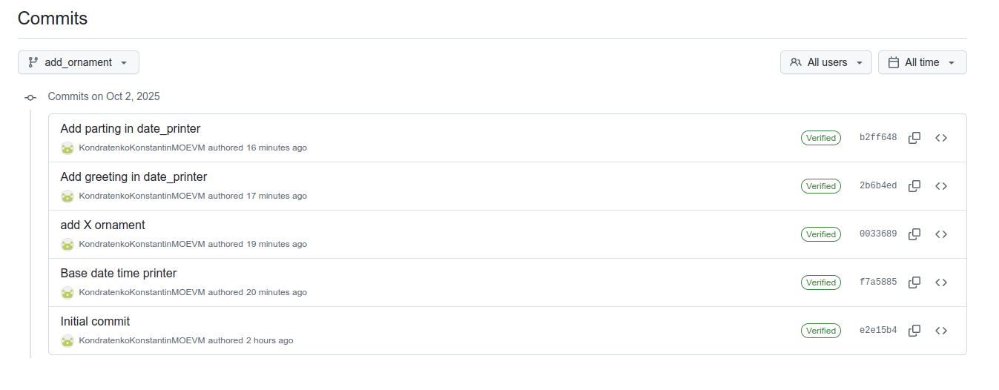 Commits
add_ornament All users All time
Commits on Oct 2, 2025
Add parting in date_printer
KondratenkoKonstantinMOEVM authored 16 minutes ago Verified b2ff648
Add greeting in date_printer
KondratenkoKonstantinMOEVM authored 17 minutes ago Verified 2b6b4ed
add X ornament
KondratenkoKonstantinMOEVM authored 19 minutes ago Verified 0033689
Base date time printer
KondratenkoKonstantinMOEVM authored 20 minutes ago Verified f7a5885
Initial commit
KondratenkoKonstantinMOEVM authored 2 hours ago Verified e2e15b4